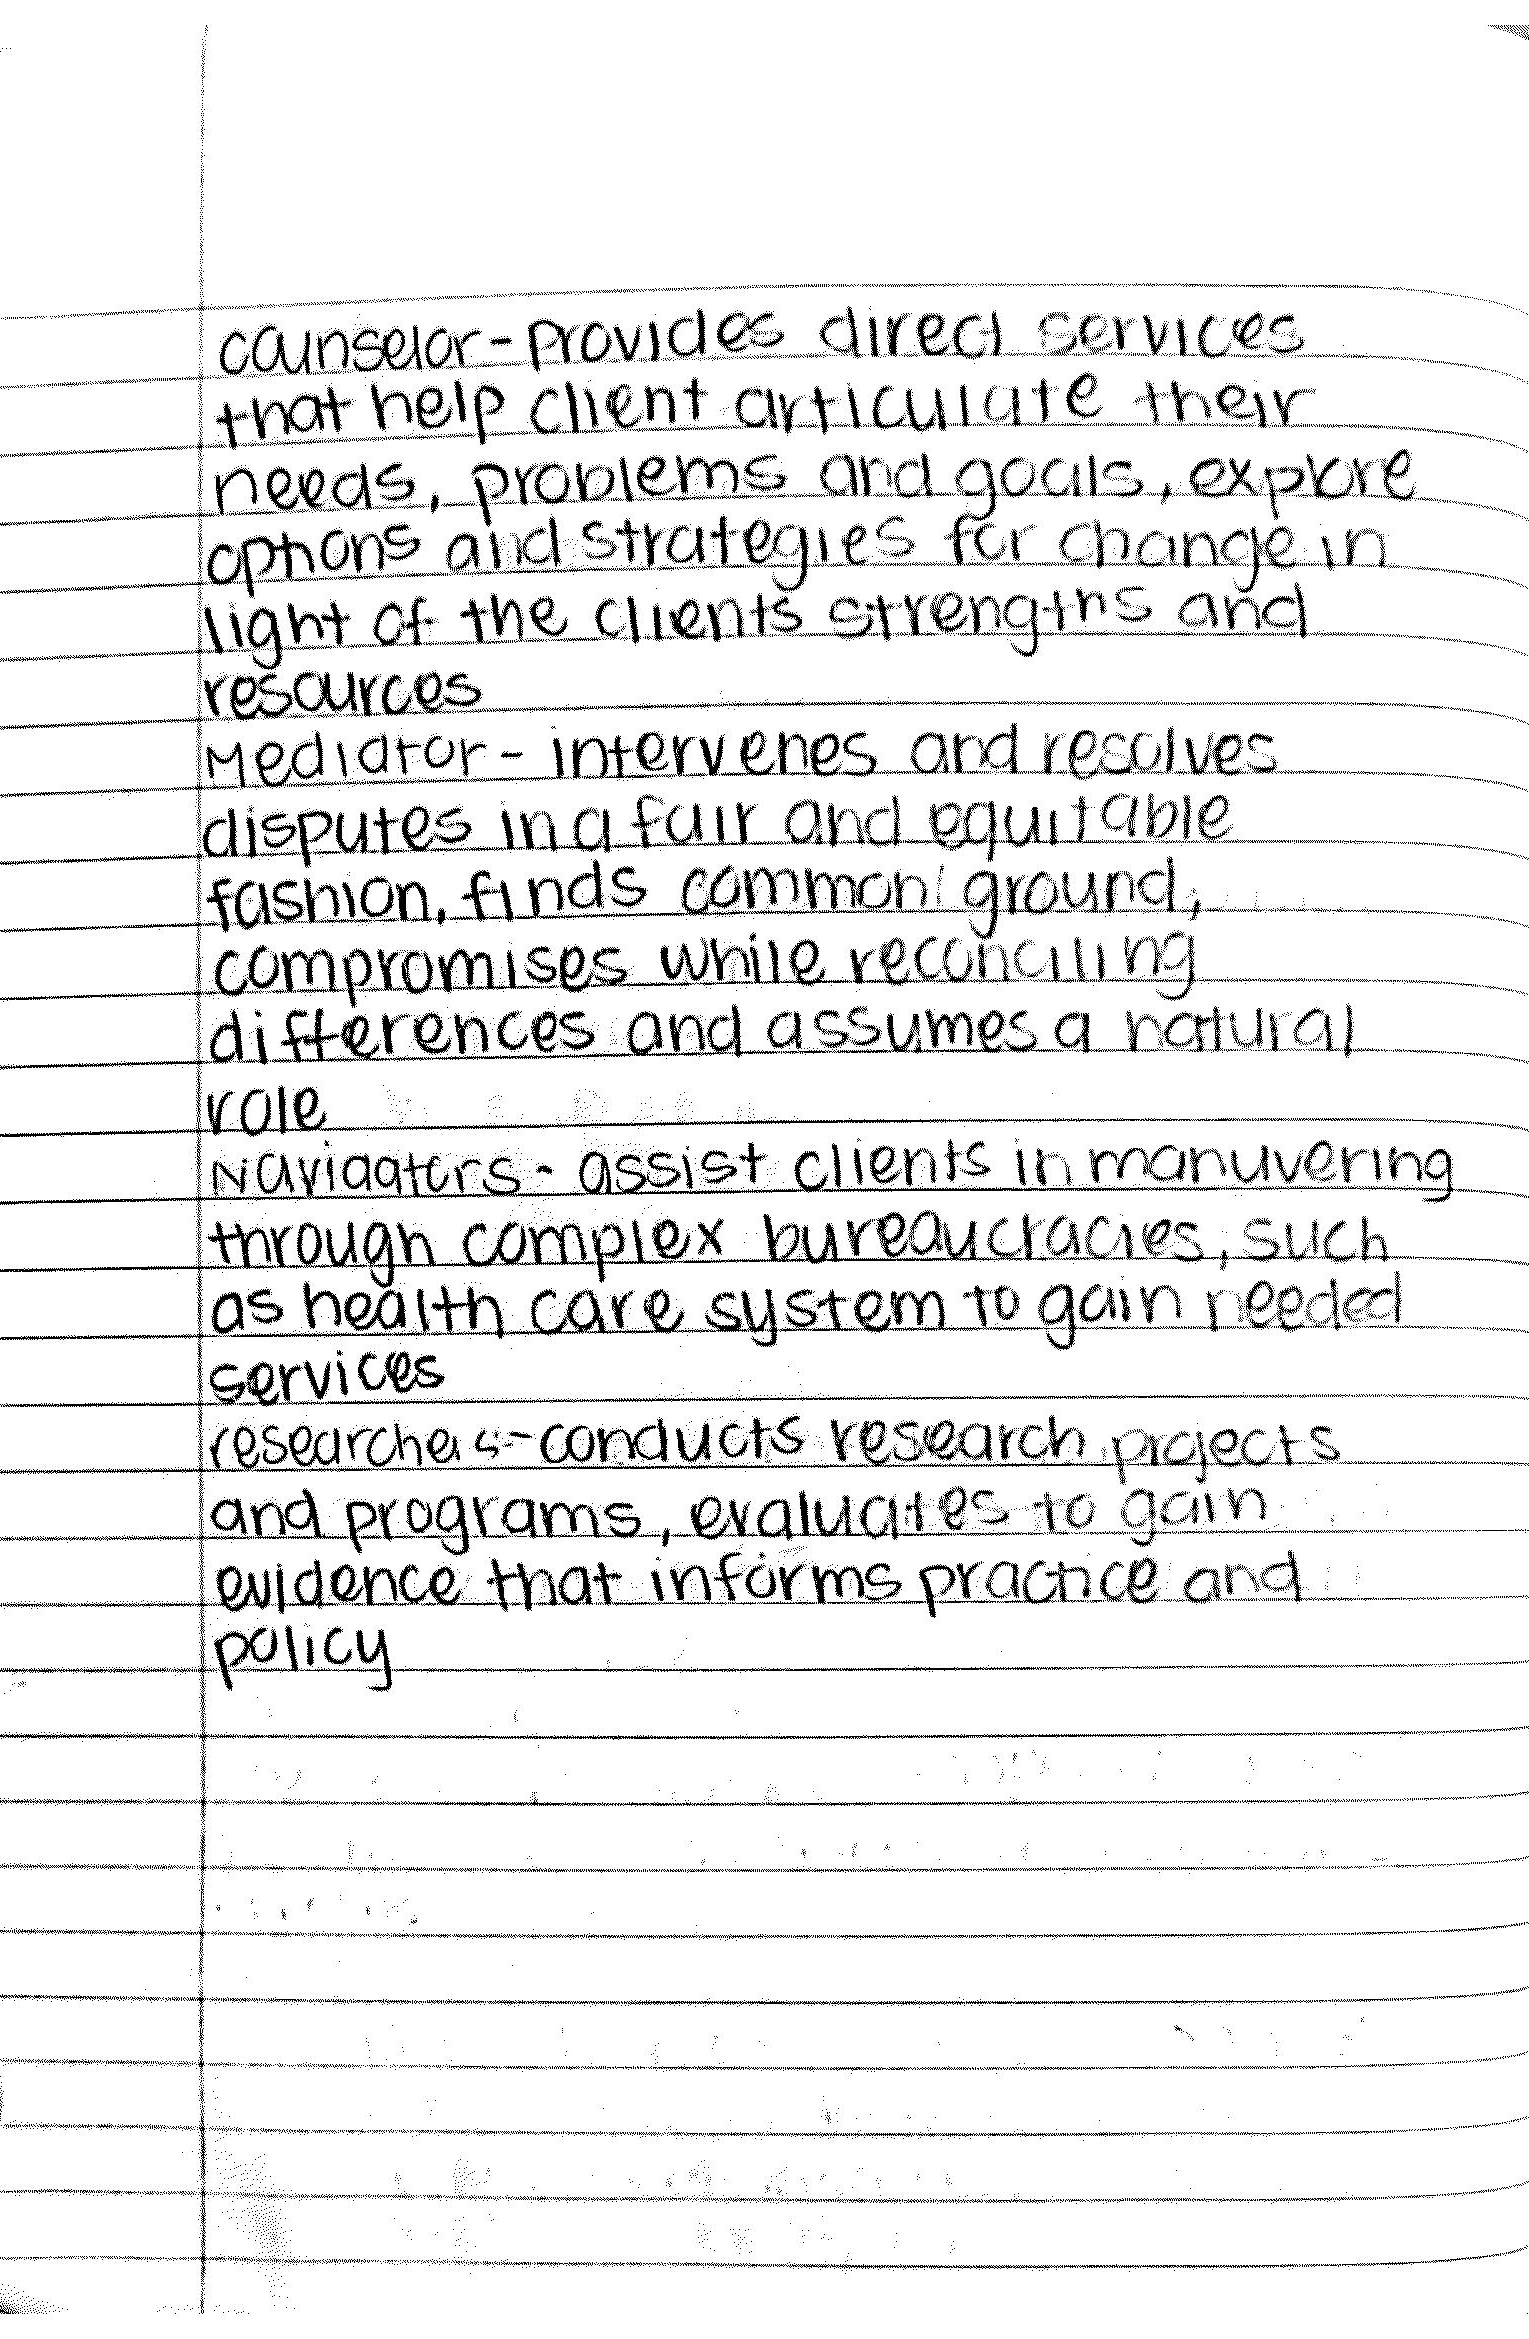 counselor - provides direct services
that help client articulate their
needs, problems and goals, explore
options and strategies for change in
light of the clients strengths and
resources
Mediator - intervenes and resolves
disputes in a fair and equitable
fashion, finds common ground,
compromises while reconciling
differences and assumes a natural
role
Navigators - assist clients in manuvering
through complex bureaucracies, such
as health care system to gain needed
services
researchers - conducts research projects
and programs, evaluates to gain
evidence that informs practice and
policy